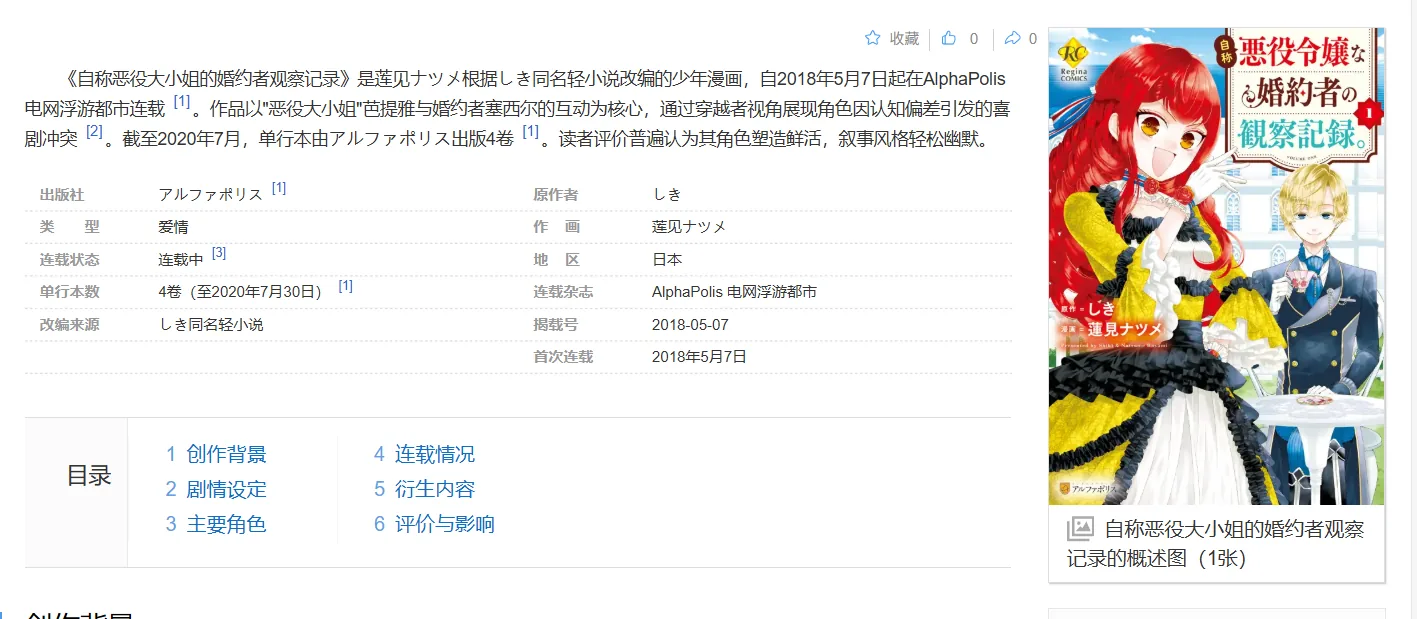 收藏 0 0
《自称恶役大小姐的婚约者观察记录》是莲见ナツメ根据しき同名轻小说改编的少年漫画，自2018年5月7日起在AlphaPolis
电网浮游都市连载 [1] 。作品以"恶役大小姐"芭提雅与婚约者塞西尔的互动为核心，通过穿越者视角展现角色因认知偏差引发的喜
剧冲突 [2] 。截至2020年7月，单行本由アルファポリス出版4卷 [1] 。读者评价普遍认为其角色塑造鲜活，叙事风格轻松幽默。
出版社 アルファポリス [1] 原作者 しき
类 型 爱情 作 画 莲见ナツメ
连载状态 连载中 [3] 地 区 日本
单行本数 4卷（至2020年7月30日） [1] 连载杂志 AlphaPolis 电网浮游都市
改编来源 しき同名轻小说 揭载号 2018-05-07
首次连载 2018年5月7日
目录
1 创作背景
2 剧情设定
3 主要角色
4 连载情况
5 衍生内容
6 评价与影响
创作背景
RC
Regina
COMICS
自称
悪役令嬢な
婚約者の
観察記録。
1
原作=しき
漫画=蓮見ナツメ
アルファポリス
自称恶役大小姐的婚约者观察
记录的概述图（1张）